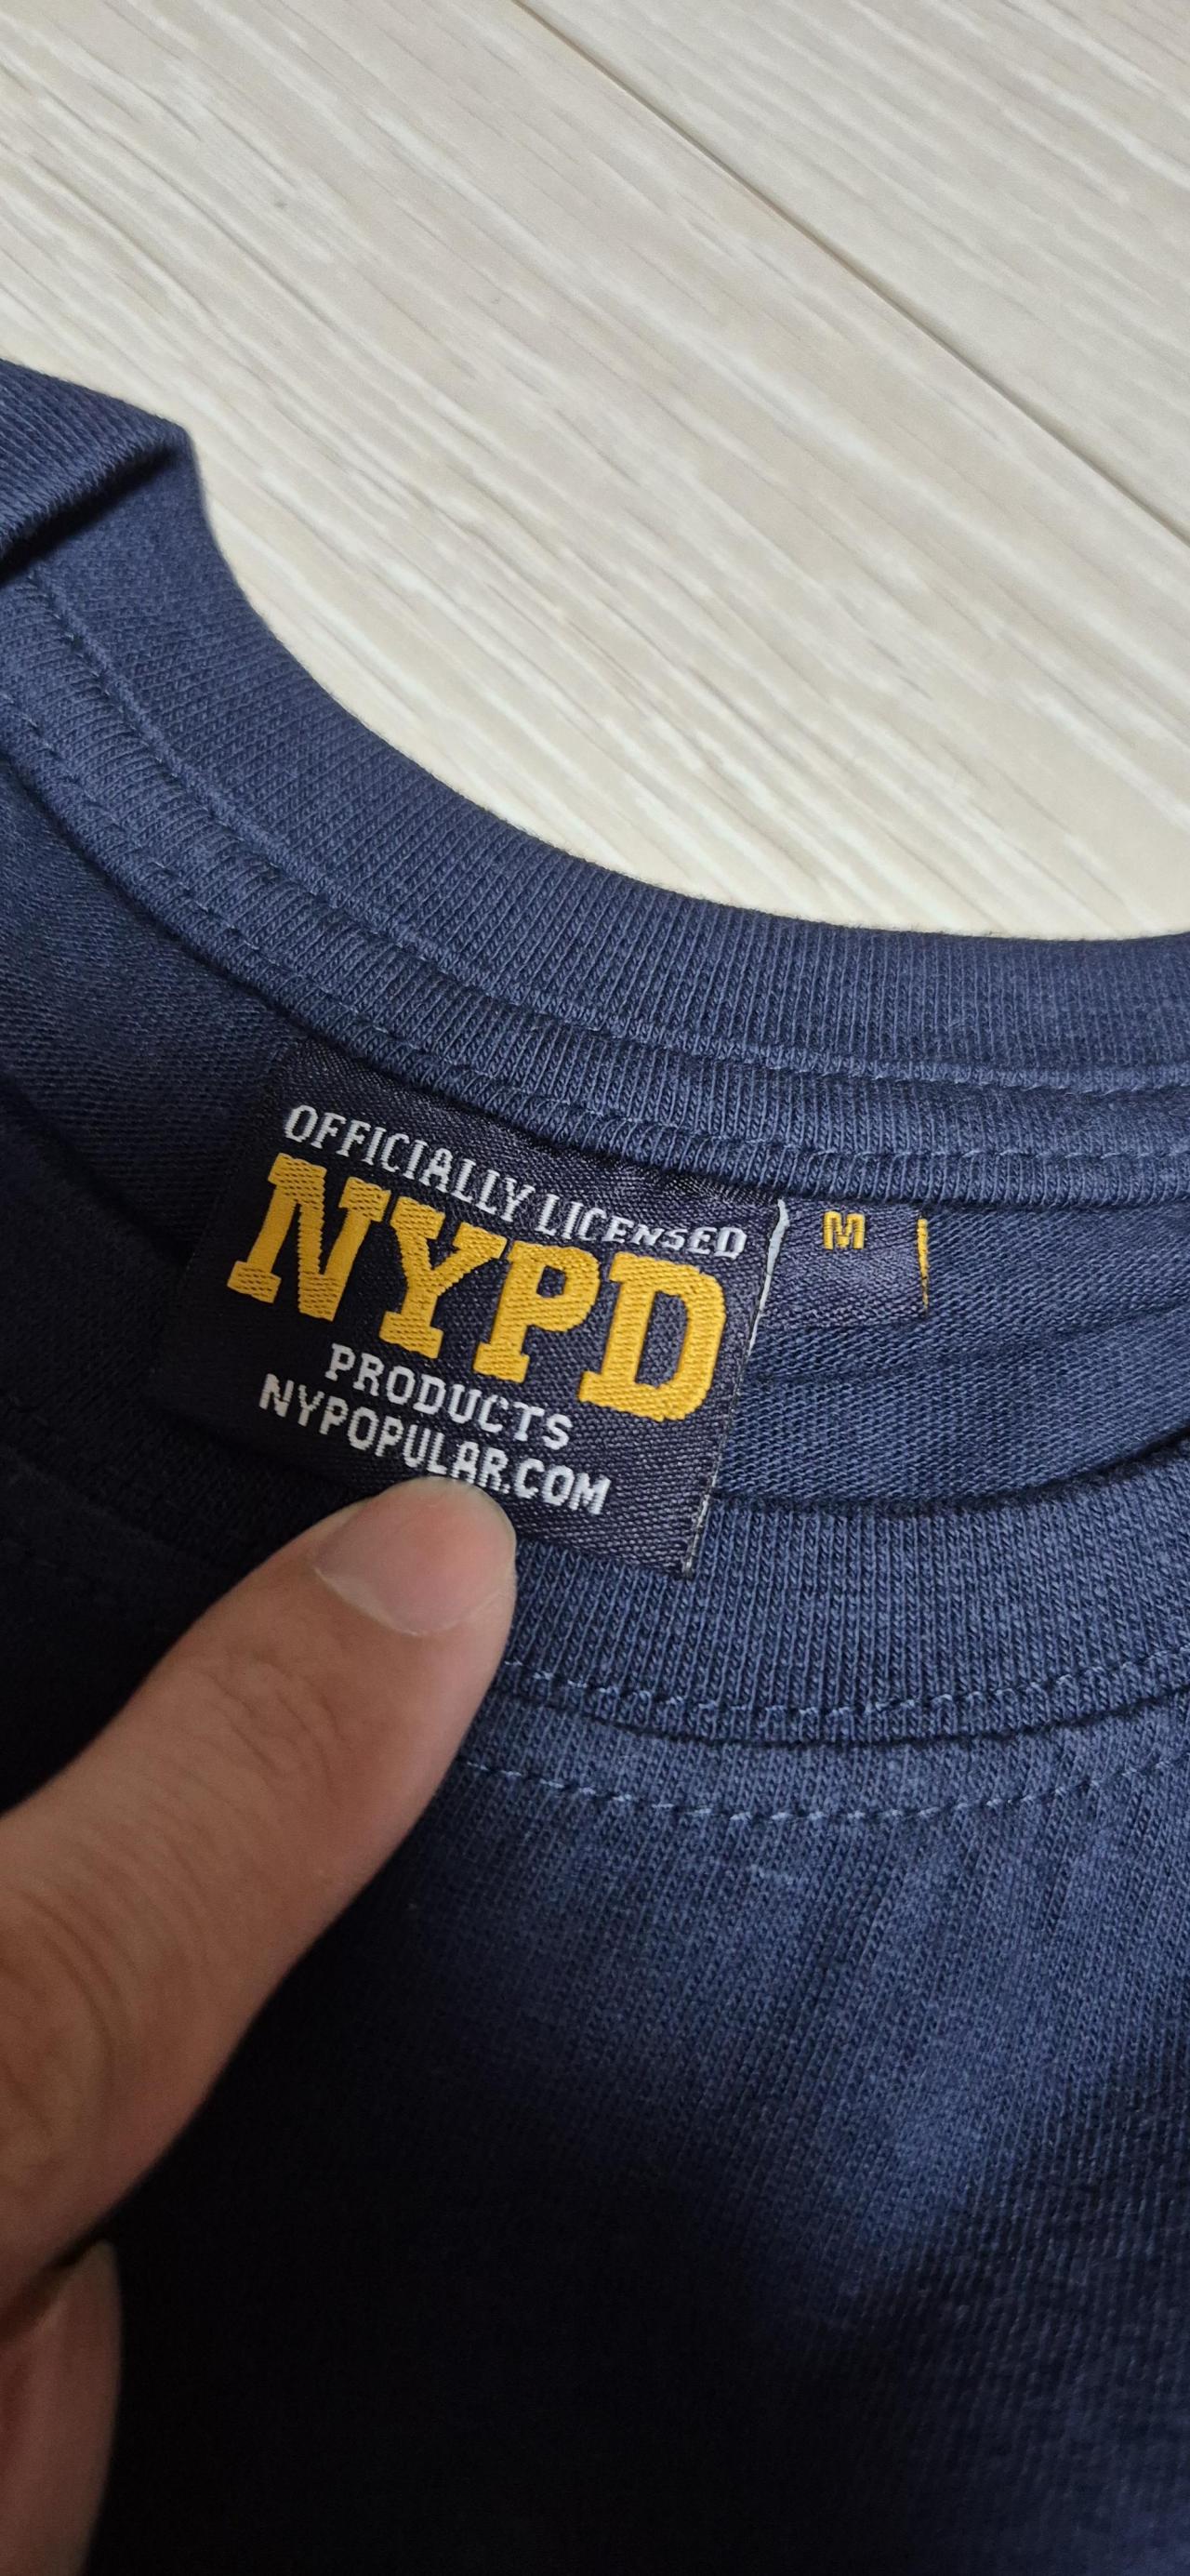 OFFICIALLY LICENSED
NYPD
PRODUCTS
NYPOPULAR.COM
M